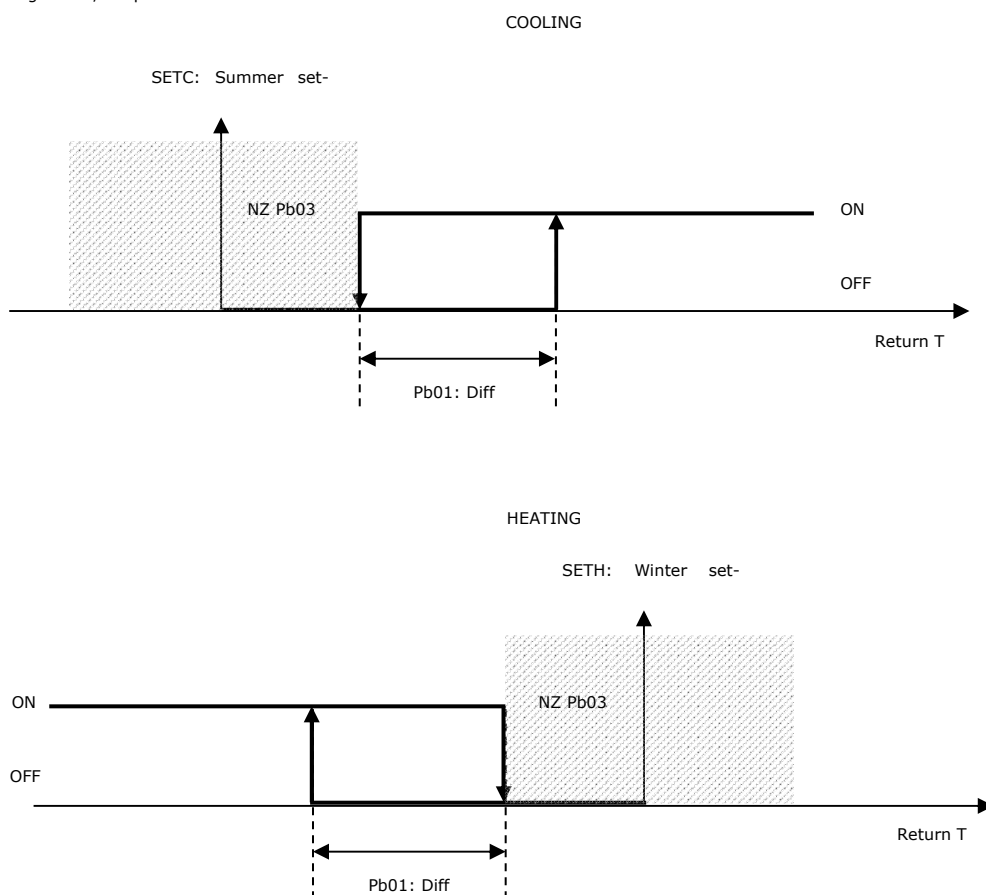 COOLING
SETC: Summer set-
NZ Pb03
ON
OFF
Return T
Pb01: Diff
HEATING
SETH: Winter set-
ON
NZ Pb03
OFF
Return T
Pb01: Diff